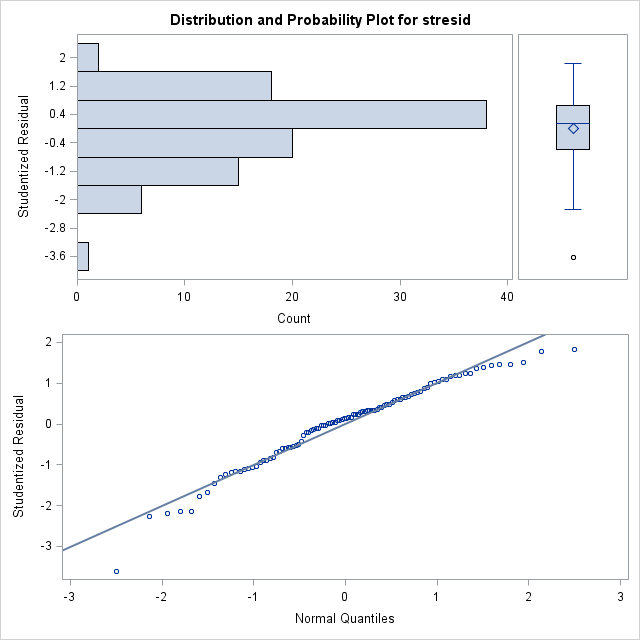 Distribution and Probability Plot for stresid
Studentized Residual
2
1.2
0.4
-0.4
-1.2
-2
-2.8
-3.6
0 10 20 30 40
Count
Studentized Residual
2
1
0
-1
-2
-3
-3 -2 -1 0 1 2 3
Normal Quantiles